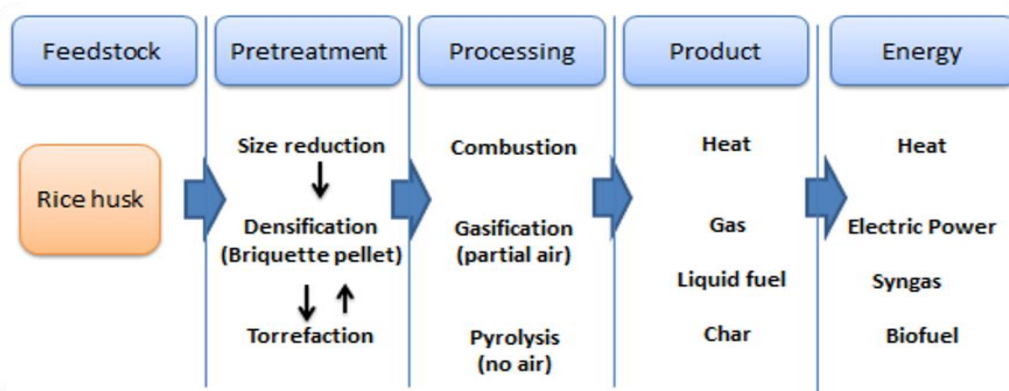 Feedstock
Pretreatment
Processing
Product
Energy
Rice husk
Size reduction
Densification
(Briquette pellet)
Torrefaction
Combustion
Gasification
(partial air)
Pyrolysis
(no air)
Heat
Gas
Liquid fuel
Char
Heat
Electric Power
Syngas
Biofuel